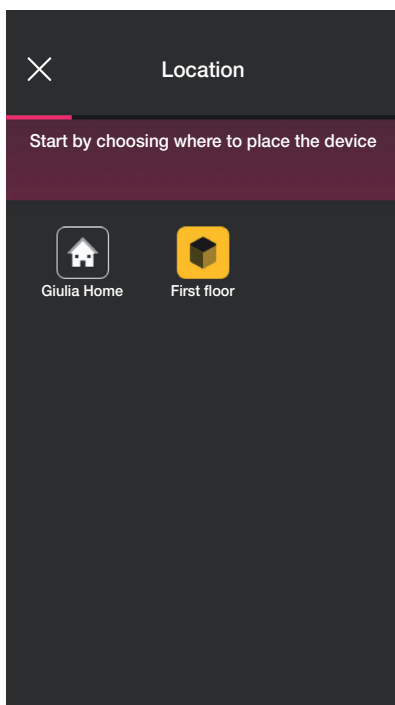 Location
Start by choosing where to place the device
Giulia Home
First floor